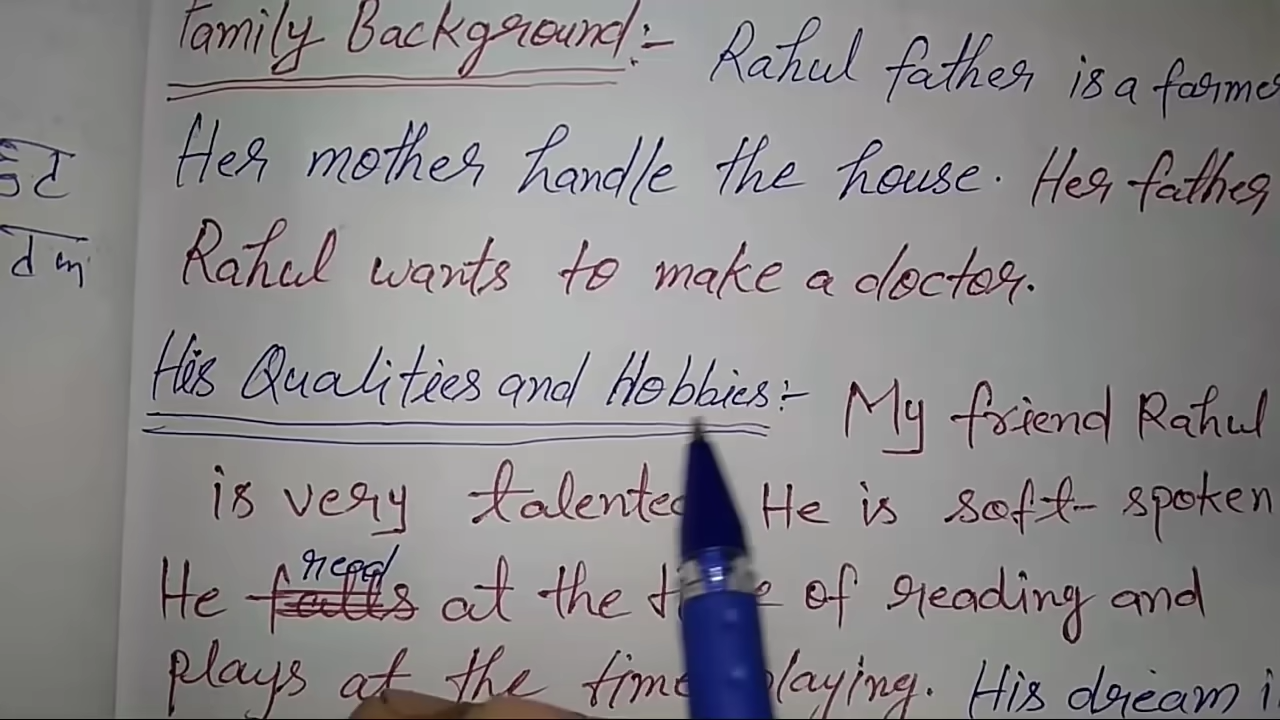 Family Background:-
Rahul father is a farmer
Her mother handle the house. Her father
Rahul wants to make a doctor.
His Qualities and Hobbies:-
My friend Rahul
is very talented He is soft-spoken
read
He falls at the time of reading and
plays at the time playing. His dream i